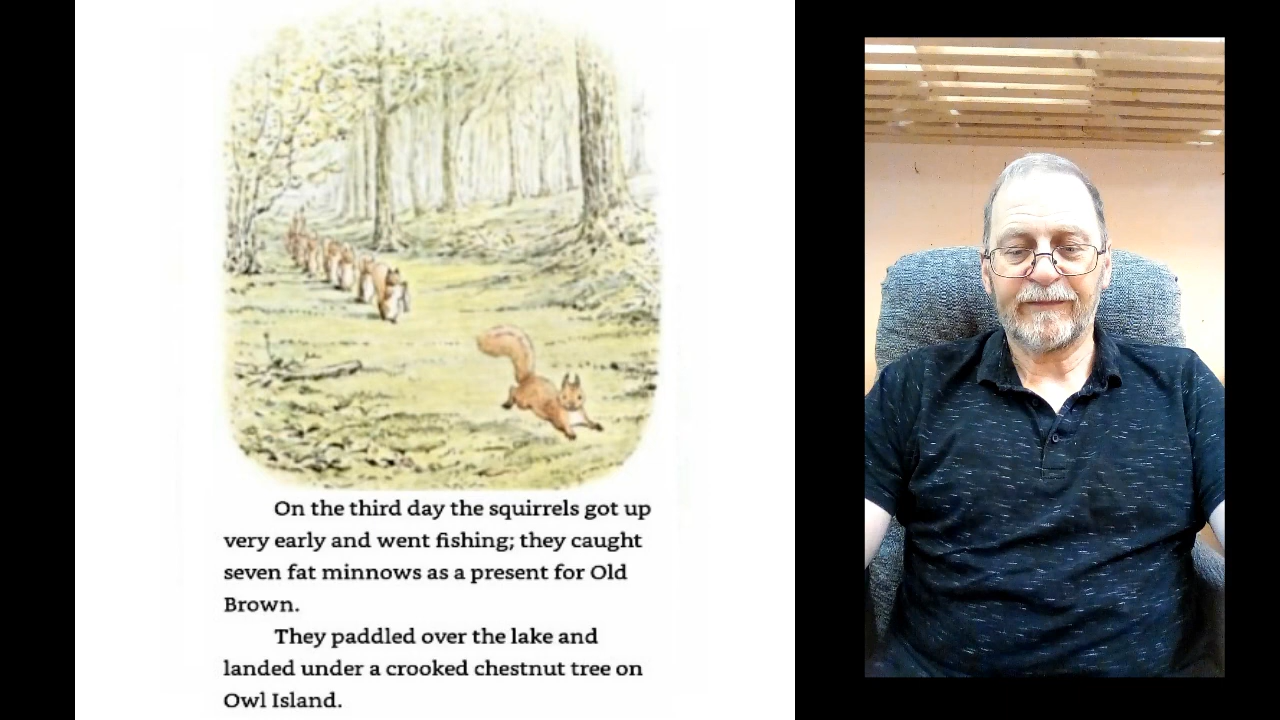 On the third day the squirrels got up
very early and went fishing; they caught
seven fat minnows as a present for Old
Brown.
They paddled over the lake and
landed under a crooked chestnut tree on
Owl Island.